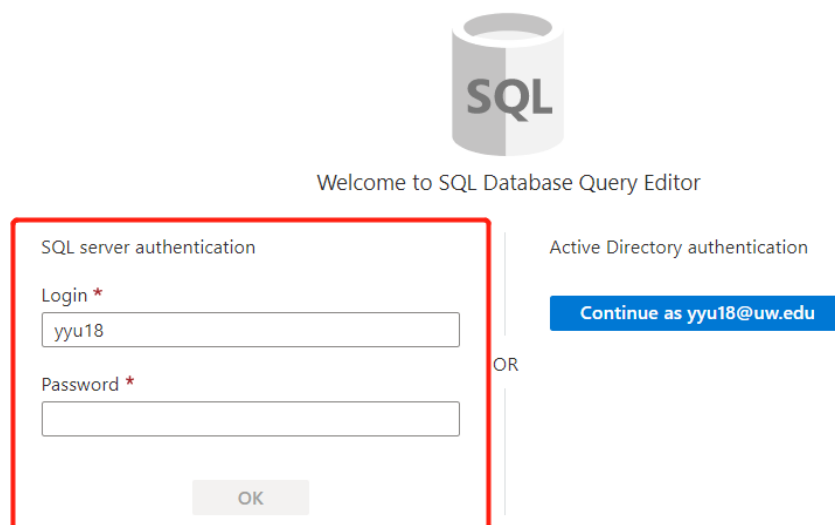 SQL
Welcome to SQL Database Query Editor
SQL server authentication
Login *
yyu18
Password *
OK
OR
Active Directory authentication
Continue as yyu18@uw.edu